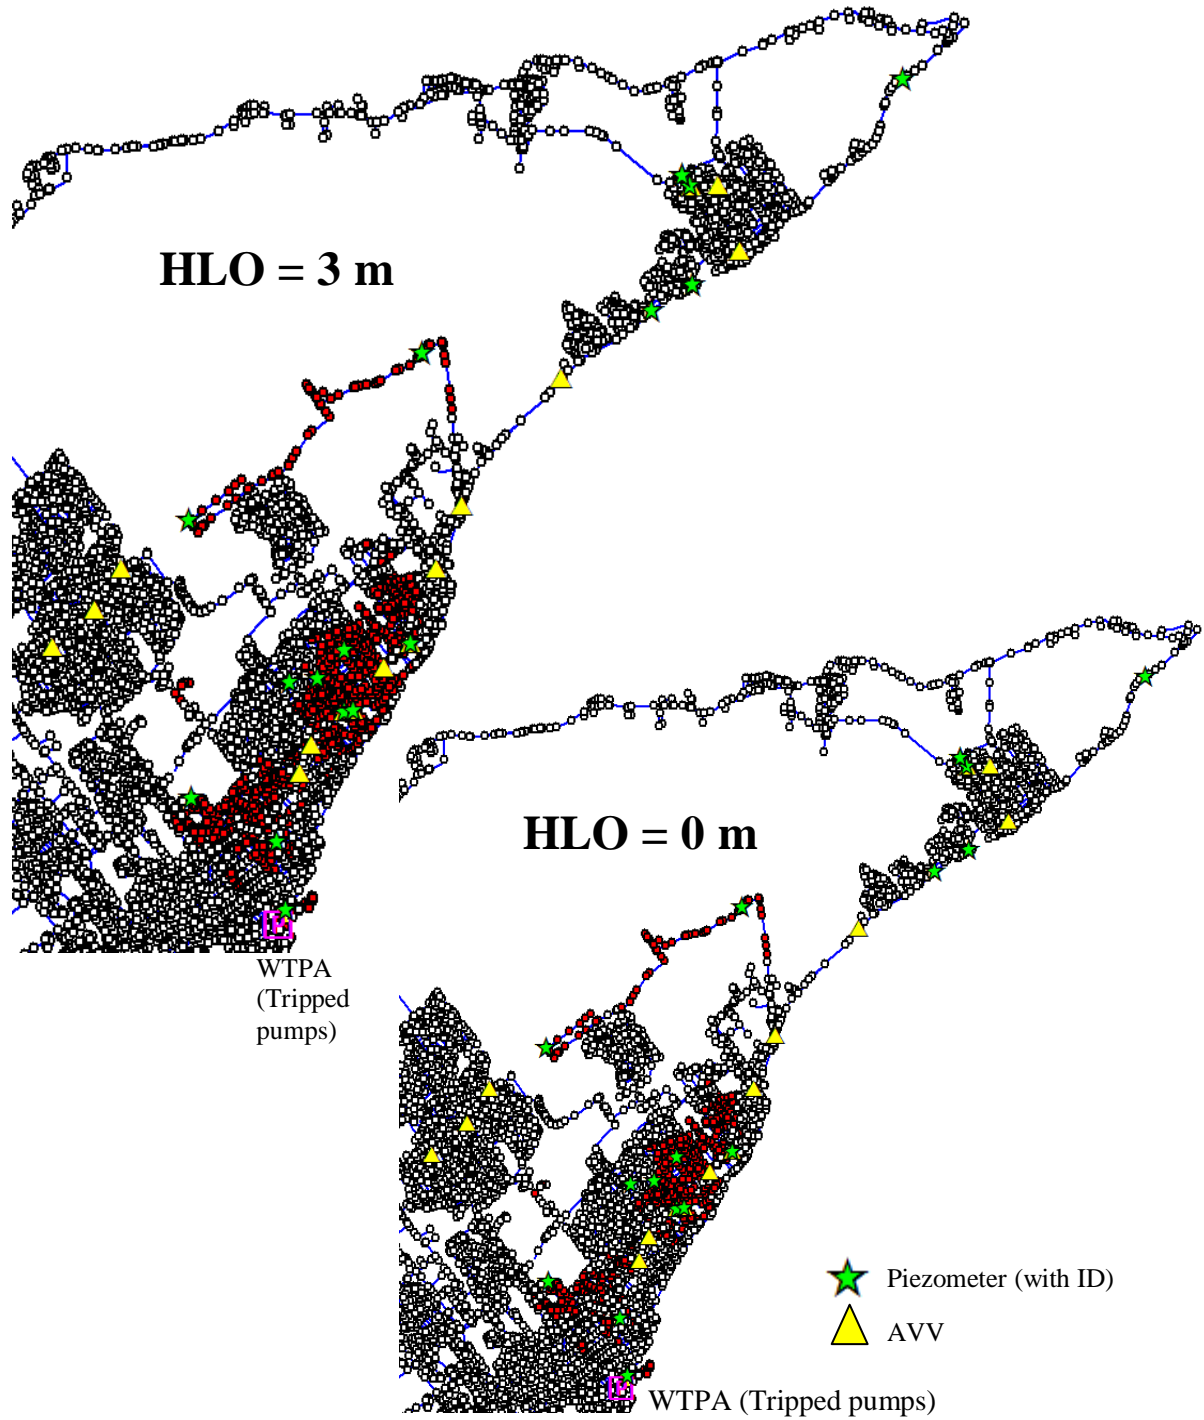 HLO = 3 m
WTPA
(Tripped
pumps)
HLO = 0 m
Piezometer (with ID)
AVV
WTPA (Tripped pumps)